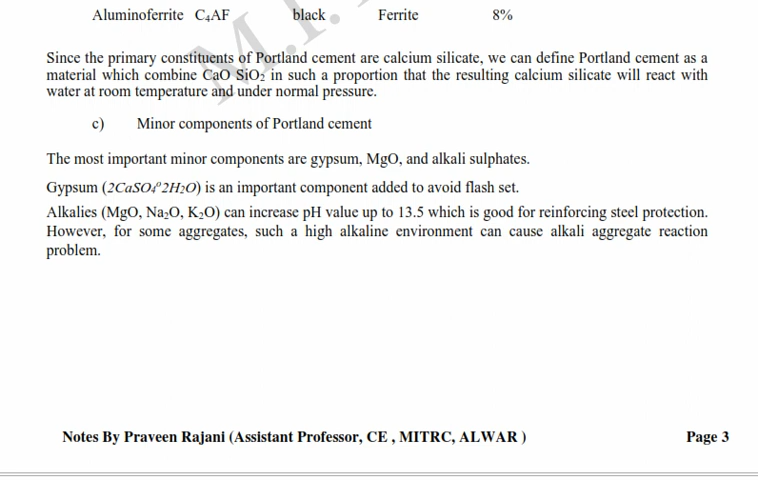 Aluminoferrite C₄AF black Ferrite 8%
Since the primary constituents of Portland cement are calcium silicate, we can define Portland cement as a
material which combine CaO SiO₂ in such a proportion that the resulting calcium silicate will react with
water at room temperature and under normal pressure.
c) Minor components of Portland cement
The most important minor components are gypsum, MgO, and alkali sulphates.
Gypsum (2CaSO₄º2H₂O) is an important component added to avoid flash set.
Alkalies (MgO, Na₂O, K₂O) can increase pH value up to 13.5 which is good for reinforcing steel protection.
However, for some aggregates, such a high alkaline environment can cause alkali aggregate reaction
problem.
Notes By Praveen Rajani (Assistant Professor, CE , MITRC, ALWAR ) Page 3